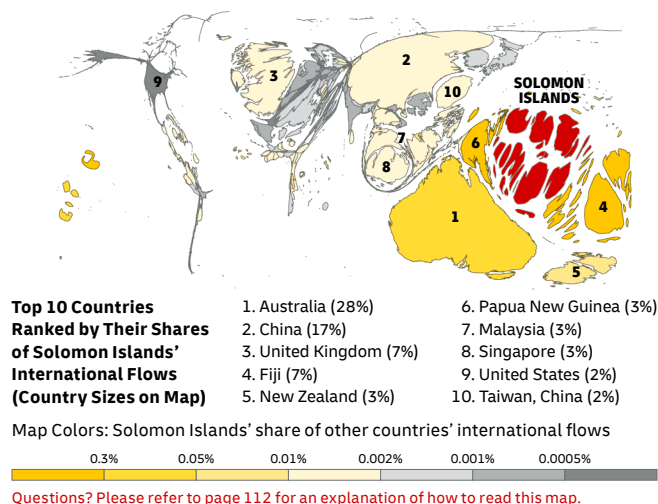 2
3
9
10
SOLOMON
ISLANDS
7
6
8
1
4
5
Top 10 Countries
Ranked by Their Shares
of Solomon Islands'
International Flows
(Country Sizes on Map)
1. Australia (28%)
2. China (17%)
3. United Kingdom (7%)
4. Fiji (7%)
5. New Zealand (3%)
6. Papua New Guinea (3%)
7. Malaysia (3%)
8. Singapore (3%)
9. United States (2%)
10. Taiwan, China (2%)
Map Colors: Solomon Islands' share of other countries' international flows
0.3% 0.05% 0.01% 0.002% 0.001% 0.0005%
Questions? Please refer to page 112 for an explanation of how to read this map.